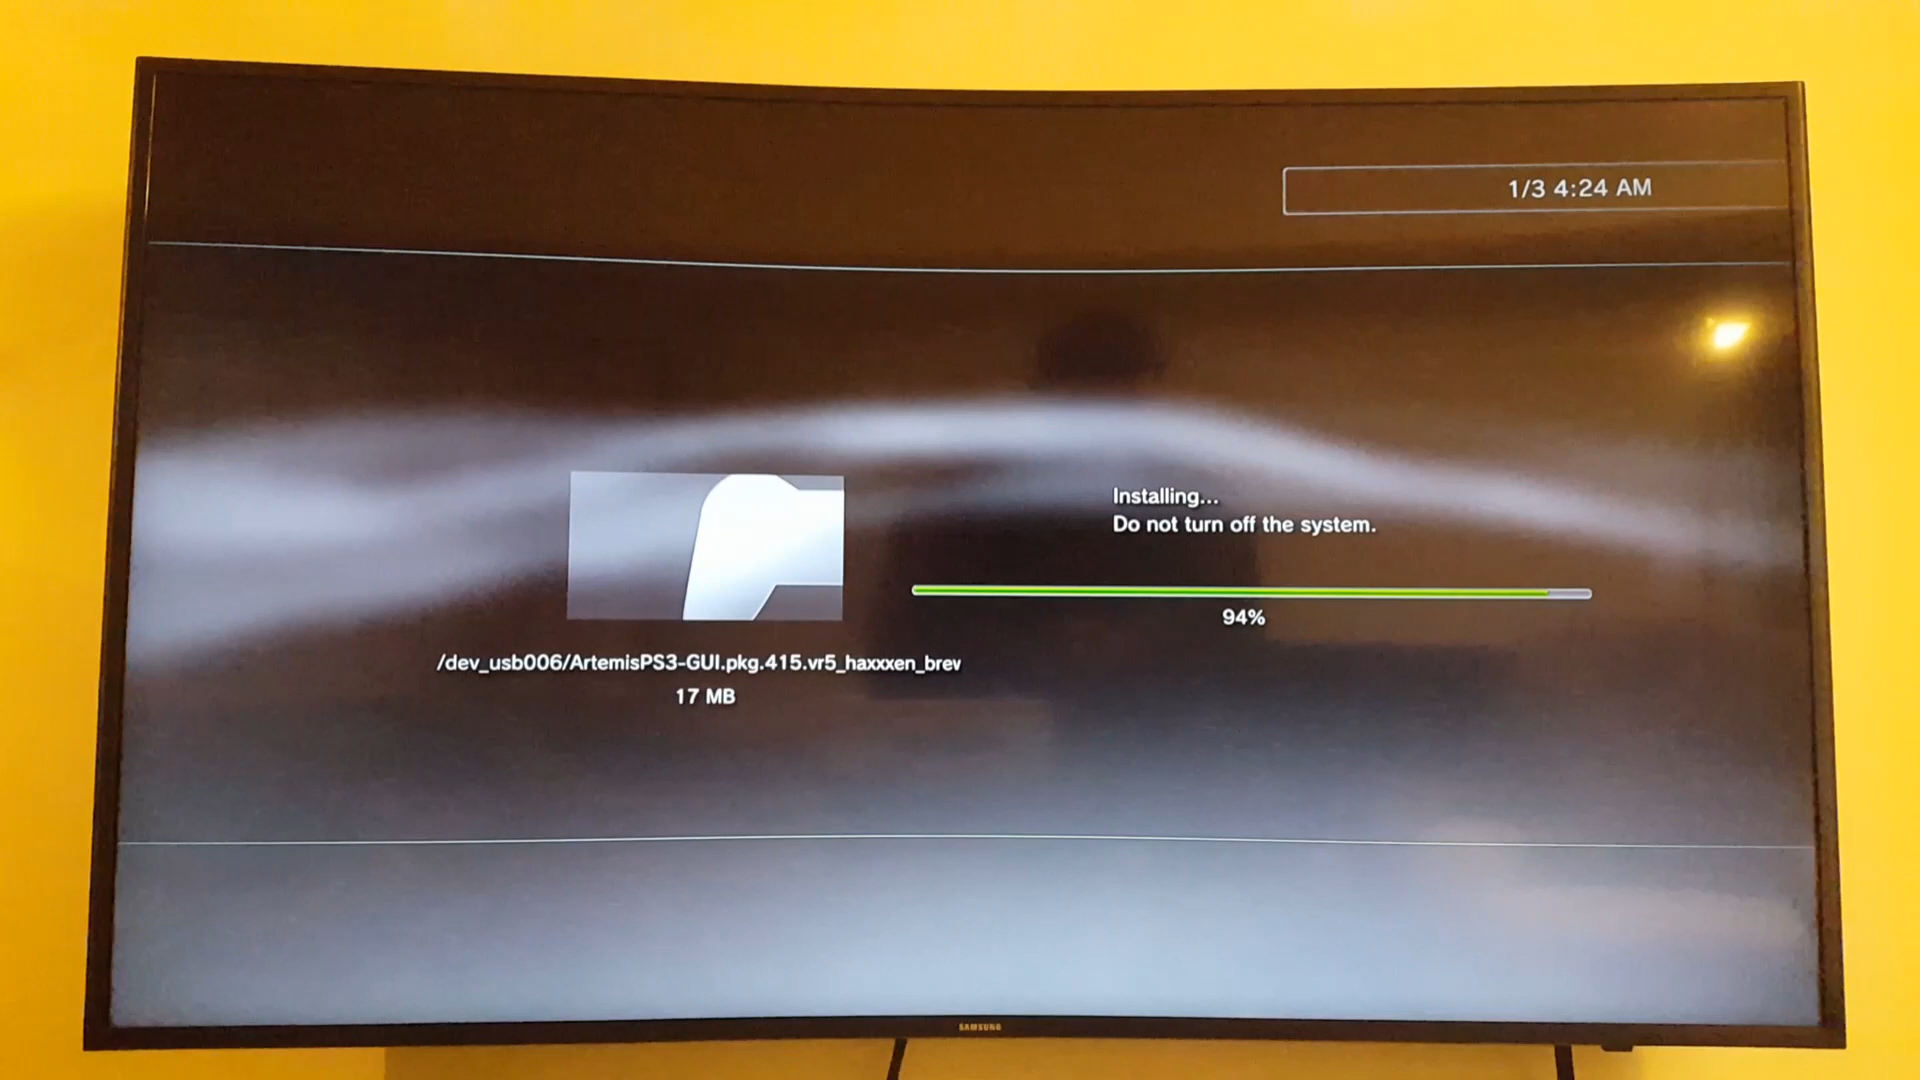 1/3 4:24 AM
Installing...
Do not turn off the system.
94%
/dev_usb006/ArtemisPS3-GUI.pkg.415.vr5_haxxxen_brev
17 MB
SAMSUNG